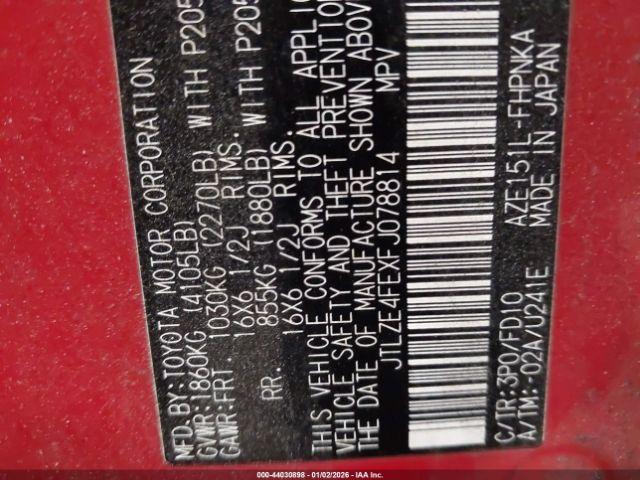 MFD. BY: TOYOTA MOTOR CORPORATION
GVWR: 1860KG (4105LB)
GAWR: FRT. 1030KG (2270LB) WITH P205
16X6 1/2J RIMS.
RR. 855KG (1880LB) WITH P205
16X6 1/2J RIMS.
THIS VEHICLE CONFORMS TO ALL APPLIC
VEHICLE SAFETY AND THEFT PREVENTION
THE DATE OF MANUFACTURE SHOWN ABOV
JTLZE4FEXFJ078814 MPV
C/TR: 3P0/FD10 AZE151L-FHPNKA
A/TM: -02A/U241E MADE IN JAPAN
000-44030898 - 01/02/2026 - IAA Inc.